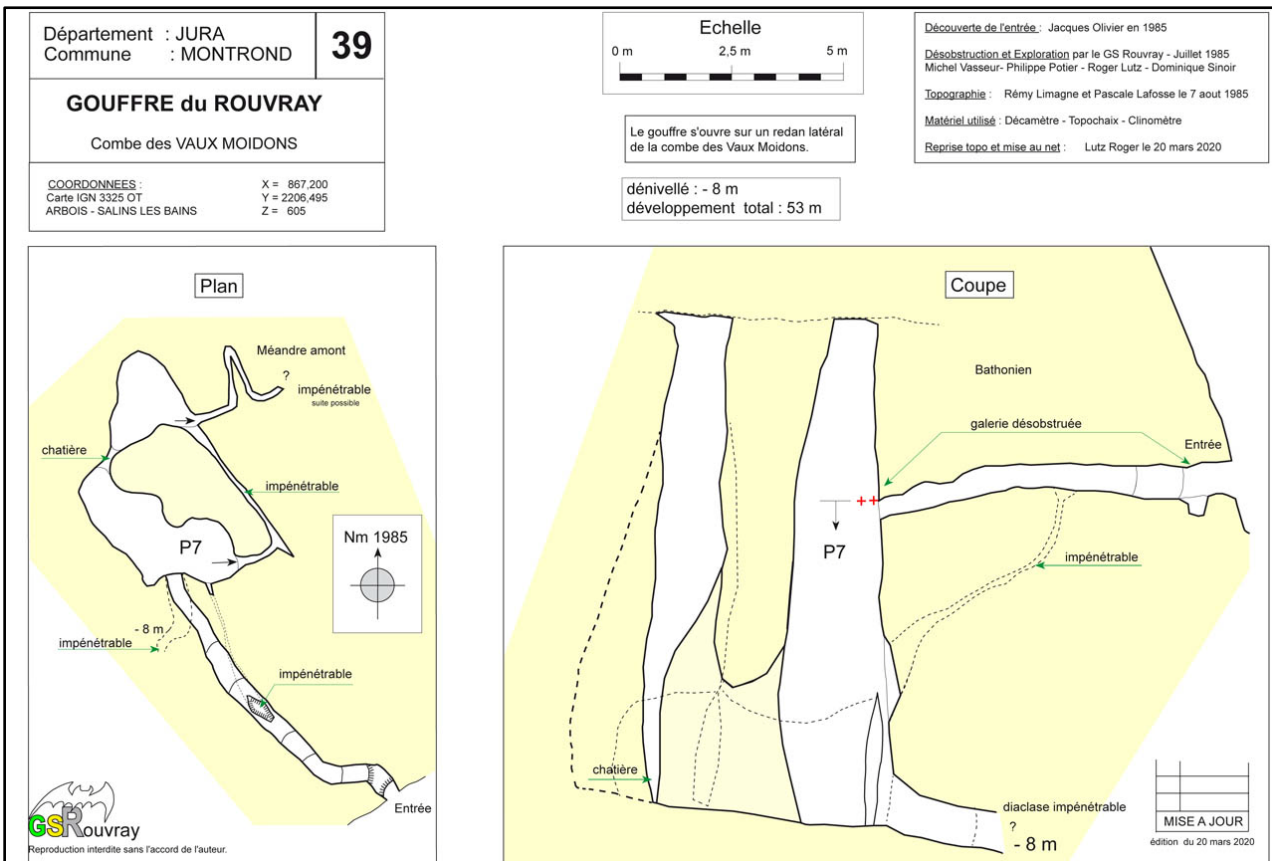 Département : JURA
Commune : MONTROND
39
GOUFFRE du ROUVRAY
Combe des VAUX MOIDONS
COORDONNEES :
Carte IGN 3325 OT
ARBOIS - SALINS LES BAINS
X = 867,200
Y = 2206,495
Z = 605
Echelle
0 m 2,5 m 5 m
Le gouffre s'ouvre sur un redan latéral
de la combe des Vaux Moidons.
dénivellé : - 8 m
développement total : 53 m
Découverte de l'entrée : Jacques Olivier en 1985
Désobstruction et Exploration par le GS Rouvray - Juillet 1985
Michel Vasseur- Philippe Potier - Roger Lutz - Dominique Sinoir
Topographie : Rémy Limagne et Pascale Lafosse le 7 aout 1985
Matériel utilisé : Décamètre - Topochaix - Clinomètre
Reprise topo et mise au net : Lutz Roger le 20 mars 2020
Plan
Méandre amont
?
impénétrable
suite possible
chatière
impénétrable
P7
Nm 1985
- 8 m
impénétrable
impénétrable
Entrée
GSRouvray
Reproduction interdite sans l'accord de l'auteur.
Coupe
Bathonien
galerie désobstruée
Entrée
P7
impénétrable
chatière
diaclase impénétrable
?
- 8 m
MISE A JOUR
édition du 20 mars 2020